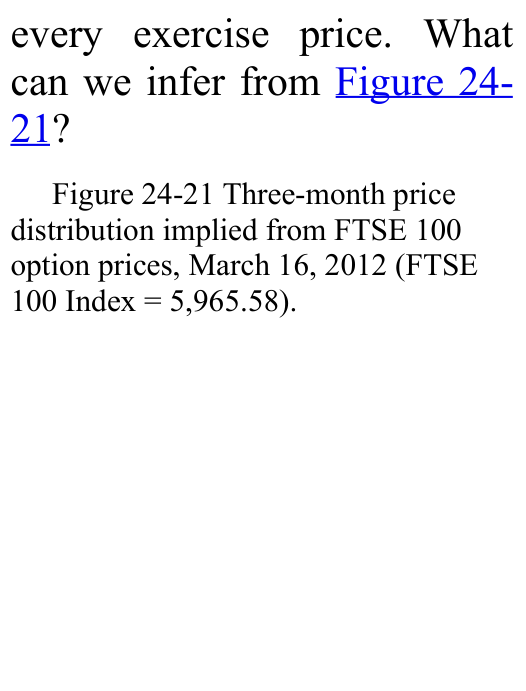 every exercise price. What
can we infer from Figure 24-
21?
Figure 24-21 Three-month price
distribution implied from FTSE 100
option prices, March 16, 2012 (FTSE
100 Index = 5,965.58).